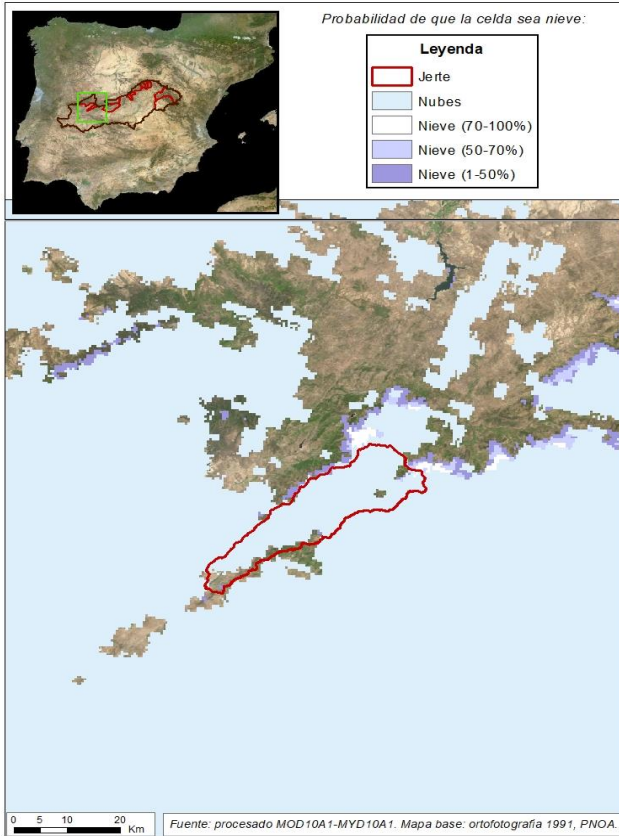 Probabilidad de que la celda sea nieve:
Leyenda
Jerte
Nubes
Nieve (70-100%)
Nieve (50-70%)
Nieve (1-50%)
0 5 10 20
Km
Fuente: procesado MOD10A1-MYD10A1. Mapa base: ortofotografia 1991, PNOA.